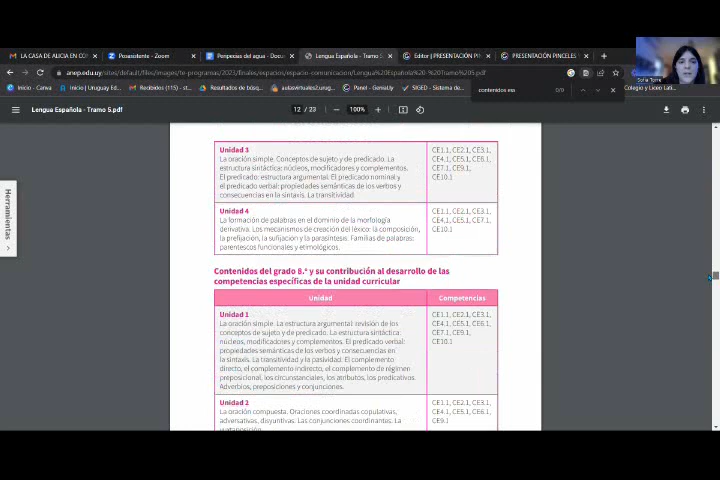 LA CASA DE ALICIA EN CO
Posasistente - Zoom
Peripecias del agua - Docu
Lengua Española - Tramo 5
Editor | PRESENTACIÓN PIN
PRESENTACIÓN PINCELES
anep.edu.uy/sites/default/files/images/te-programas/2023/finales/espacios/espacio-comunicacion/Lengua%20Española%20-%20Tramo%205.pdf
Sofia Torre
Inicio - Canva
Inicio | Uruguay Ed
Recibidos (115) - st
Resultados de búsq
aulasvirtuales2.urug
Panel - Genially
SIGED - Sistema de
Colegio y Liceo Lati
contenidos esa
0/0
Lengua Española - Tramo 5.pdf
12 / 23
100%
Herramientas
Unidad 3
La oración simple. Conceptos de sujeto y de predicado. La
estructura sintáctica: núcleos, modificadores y complementos.
El predicado: estructura argumental. El predicado nominal y
el predicado verbal: propiedades semánticas de los verbos y
consecuencias en la sintaxis. La transitividad.
CE1.1, CE2.1, CE3.1,
CE4.1, CE5.1, CE6.1,
CE7.1, CE9.1,
CE10.1
Unidad 4
La formación de palabras en el dominio de la morfología
derivativa. Los mecanismos de creación del léxico: la composición,
la prefijación, la sufijación y la parasíntesis. Familias de palabras:
parentescos funcionales y etimológicos.
CE1.1, CE2.1, CE3.1,
CE4.1, CE5.1, CE7.1,
CE10.1
Contenidos del grado 8.° y su contribución al desarrollo de las
competencias específicas de la unidad curricular
Unidad
Competencias
Unidad 1
La oración simple. La estructura argumental: revisión de los
conceptos de sujeto y de predicado. La estructura sintáctica:
núcleos, modificadores y complementos. El predicado verbal:
propiedades semánticas de los verbos y consecuencias en
la sintaxis. La transitividad y la pasividad. El complemento
directo, el complemento indirecto, el complemento de régimen
preposicional, los circunstanciales, los atributos, los predicativos.
Adverbios, preposiciones y conjunciones.
CE1.1, CE2.1, CE3.1,
CE4.1, CE5.1, CE6.1,
CE7.1, CE9.1,
CE10.1
Unidad 2
La oración compuesta. Oraciones coordinadas copulativas,
adversativas, disyuntivas. Las conjunciones coordinantes. La
yuxtaposición.
CE1.1, CE2.1, CE3.1,
CE4.1, CE5.1, CE6.1,
CE9.1